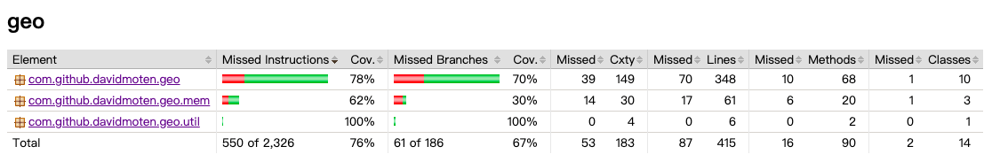 geo
Element Missed Instructions Cov. Missed Branches Cov. Missed Cxty Missed Lines Missed Methods Missed Classes
com.github.davidmoten.geo 78% 70% 39 149 70 348 10 68 1 10
com.github.davidmoten.geo.mem 62% 30% 14 30 17 61 6 20 1 3
com.github.davidmoten.geo.util 100% 100% 0 4 0 6 0 2 0 1
Total 550 of 2,326 76% 61 of 186 67% 53 183 87 415 16 90 2 14